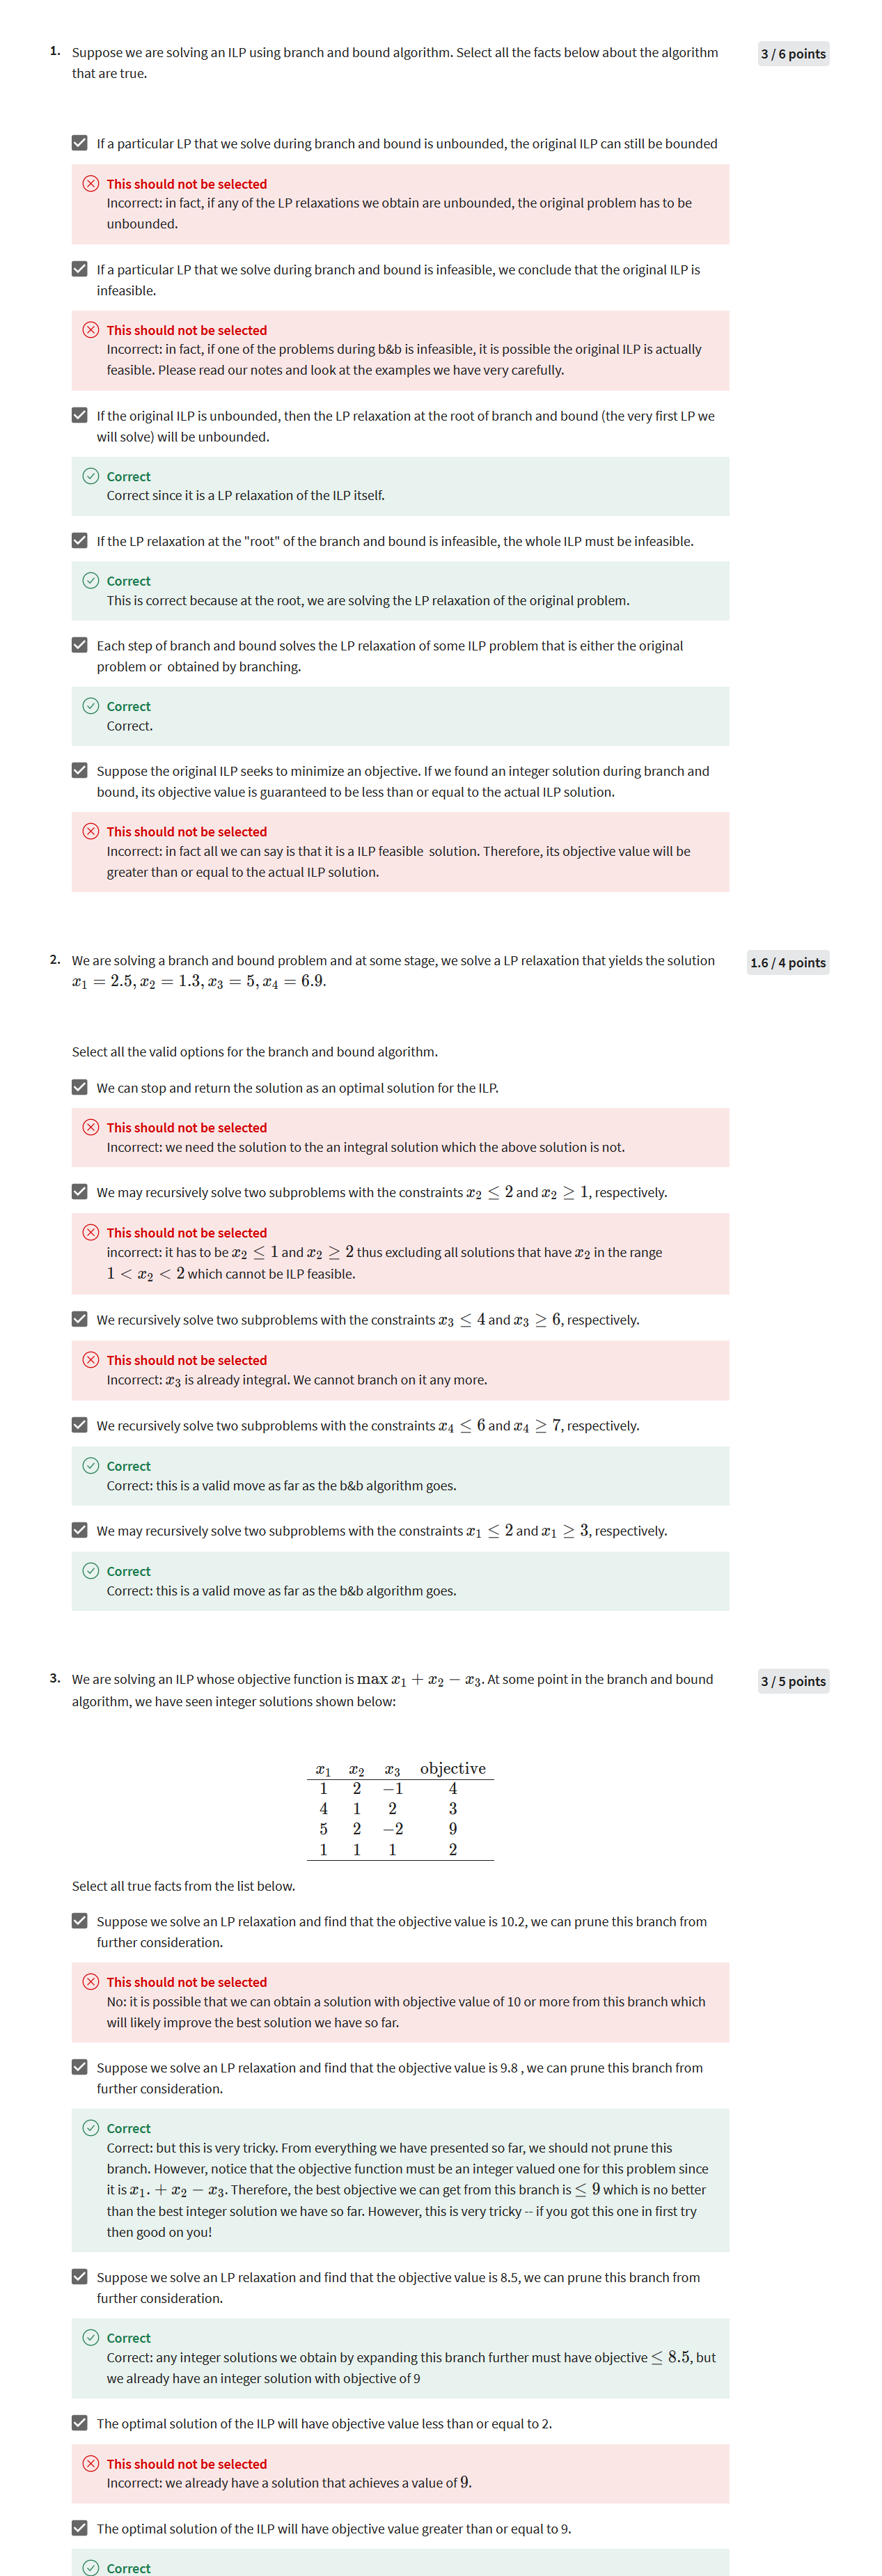 1. Suppose we are solving an ILP using branch and bound algorithm. Select all the facts below about the algorithm
that are true.
3 / 6 points
If a particular LP that we solve during branch and bound is unbounded, the original ILP can still be bounded
This should not be selected
Incorrect: in fact, if any of the LP relaxations we obtain are unbounded, the original problem has to be
unbounded.
If a particular LP that we solve during branch and bound is infeasible, we conclude that the original ILP is
infeasible.
This should not be selected
Incorrect: in fact, if one of the problems during b&b is infeasible, it is possible the original ILP is actually
feasible. Please read our notes and look at the examples we have very carefully.
If the original ILP is unbounded, then the LP relaxation at the root of branch and bound (the very first LP we
will solve) will be unbounded.
Correct
Correct since it is a LP relaxation of the ILP itself.
If the LP relaxation at the "root" of the branch and bound is infeasible, the whole ILP must be infeasible.
Correct
This is correct because at the root, we are solving the LP relaxation of the original problem.
Each step of branch and bound solves the LP relaxation of some ILP problem that is either the original
problem or obtained by branching.
Correct
Correct.
Suppose the original ILP seeks to minimize an objective. If we found an integer solution during branch and
bound, its objective value is guaranteed to be less than or equal to the actual ILP solution.
This should not be selected
Incorrect: in fact all we can say is that it is a ILP feasible solution. Therefore, its objective value will be
greater than or equal to the actual ILP solution.
2. We are solving a branch and bound problem and at some stage, we solve a LP relaxation that yields the solution
x₁ = 2.5, x₂ = 1.3, x₃ = 5, x₄ = 6.9.
1.6 / 4 points
Select all the valid options for the branch and bound algorithm.
We can stop and return the solution as an optimal solution for the ILP.
This should not be selected
Incorrect: we need the solution to the an integral solution which the above solution is not.
We may recursively solve two subproblems with the constraints x₂ ≤ 2 and x₂ ≥ 1, respectively.
This should not be selected
incorrect: it has to be x₂ ≤ 1 and x₂ ≥ 2 thus excluding all solutions that have x₂ in the range
1 < x₂ < 2 which cannot be ILP feasible.
We recursively solve two subproblems with the constraints x₃ ≤ 4 and x₃ ≥ 6, respectively.
This should not be selected
Incorrect: x₃ is already integral. We cannot branch on it any more.
We recursively solve two subproblems with the constraints x₄ ≤ 6 and x₄ ≥ 7, respectively.
Correct
Correct: this is a valid move as far as the b&b algorithm goes.
We may recursively solve two subproblems with the constraints x₁ ≤ 2 and x₁ ≥ 3, respectively.
Correct
Correct: this is a valid move as far as the b&b algorithm goes.
3. We are solving an ILP whose objective function is max x₁ + x₂ − x₃. At some point in the branch and bound
algorithm, we have seen integer solutions shown below:
3 / 5 points
x₁ x₂ x₃ objective
1 2 −1 4
4 1 2 3
5 2 −2 9
1 1 1 2
Select all true facts from the list below.
Suppose we solve an LP relaxation and find that the objective value is 10.2, we can prune this branch from
further consideration.
This should not be selected
No: it is possible that we can obtain a solution with objective value of 10 or more from this branch which
will likely improve the best solution we have so far.
Suppose we solve an LP relaxation and find that the objective value is 9.8 , we can prune this branch from
further consideration.
Correct
Correct: but this is very tricky. From everything we have presented so far, we should not prune this
branch. However, notice that the objective function must be an integer valued one for this problem since
it is x₁. + x₂ − x₃. Therefore, the best objective we can get from this branch is ≤ 9 which is no better
than the best integer solution we have so far. However, this is very tricky -- if you got this one in first try
then good on you!
Suppose we solve an LP relaxation and find that the objective value is 8.5, we can prune this branch from
further consideration.
Correct
Correct: any integer solutions we obtain by expanding this branch further must have objective ≤ 8.5, but
we already have an integer solution with objective of 9
The optimal solution of the ILP will have objective value less than or equal to 2.
This should not be selected
Incorrect: we already have a solution that achieves a value of 9.
The optimal solution of the ILP will have objective value greater than or equal to 9.
Correct